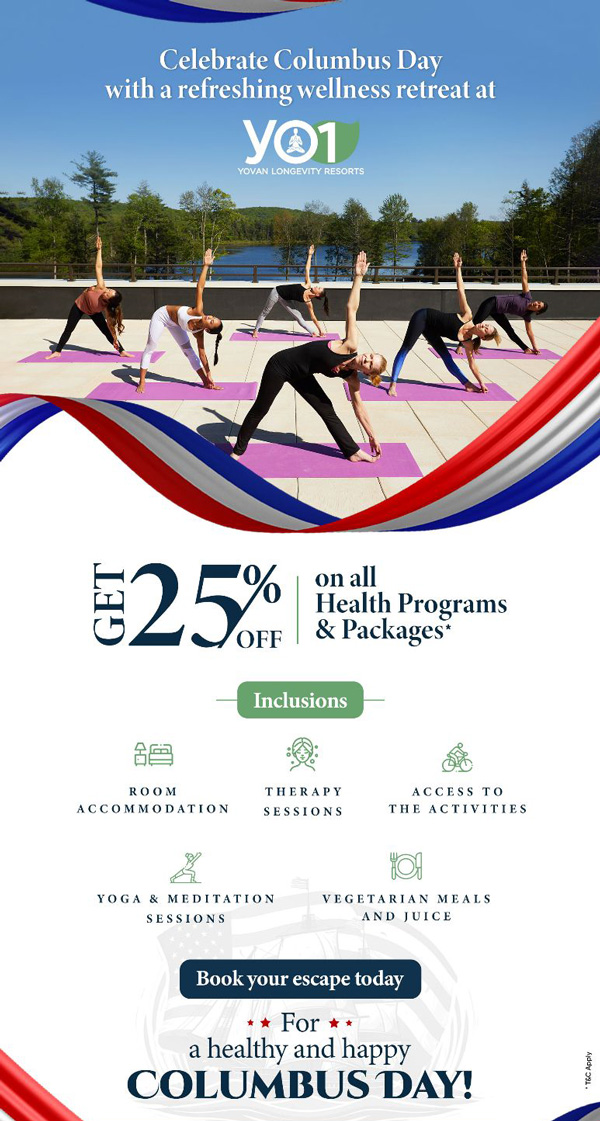 Celebrate Columbus Day
with a refreshing wellness retreat at
yo1
YOVAN LONGEVITY RESORTS
GET 25% OFF
on all
Health Programs
& Packages*
Inclusions
ROOM
ACCOMMODATION
THERAPY
SESSIONS
ACCESS TO
THE ACTIVITIES
YOGA & MEDITATION
SESSIONS
VEGETARIAN MEALS
AND JUICE
Book your escape today
For
a healthy and happy
COLUMBUS DAY!
* T&C Apply